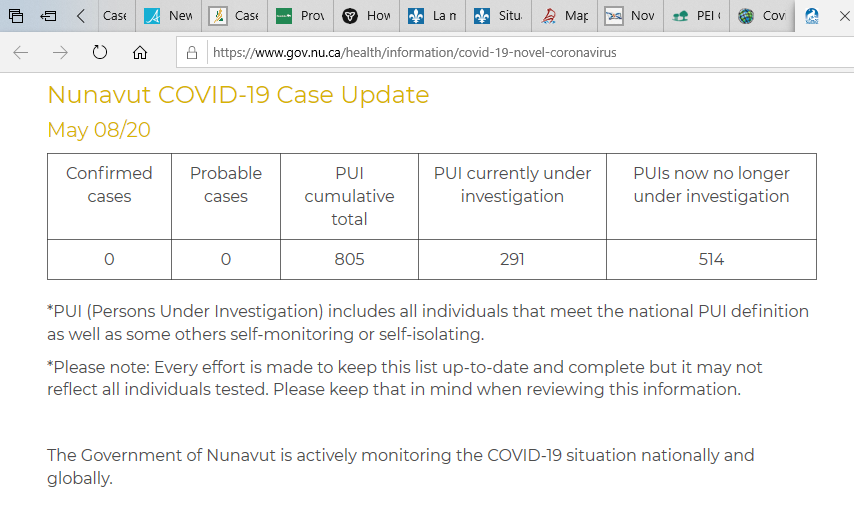 Case
New
Case
Prov
How
La n
Situ
Map
Nov
PEI
Cov
https://www.gov.nu.ca/health/information/covid-19-novel-coronavirus
Nunavut COVID-19 Case Update
May 08/20
Confirmed cases
Probable cases
PUI cumulative total
PUI currently under investigation
PUIs now no longer under investigation
0
0
805
291
514
*PUI (Persons Under Investigation) includes all individuals that meet the national PUI definition
as well as some others self-monitoring or self-isolating.
*Please note: Every effort is made to keep this list up-to-date and complete but it may not
reflect all individuals tested. Please keep that in mind when reviewing this information.
The Government of Nunavut is actively monitoring the COVID-19 situation nationally and
globally.